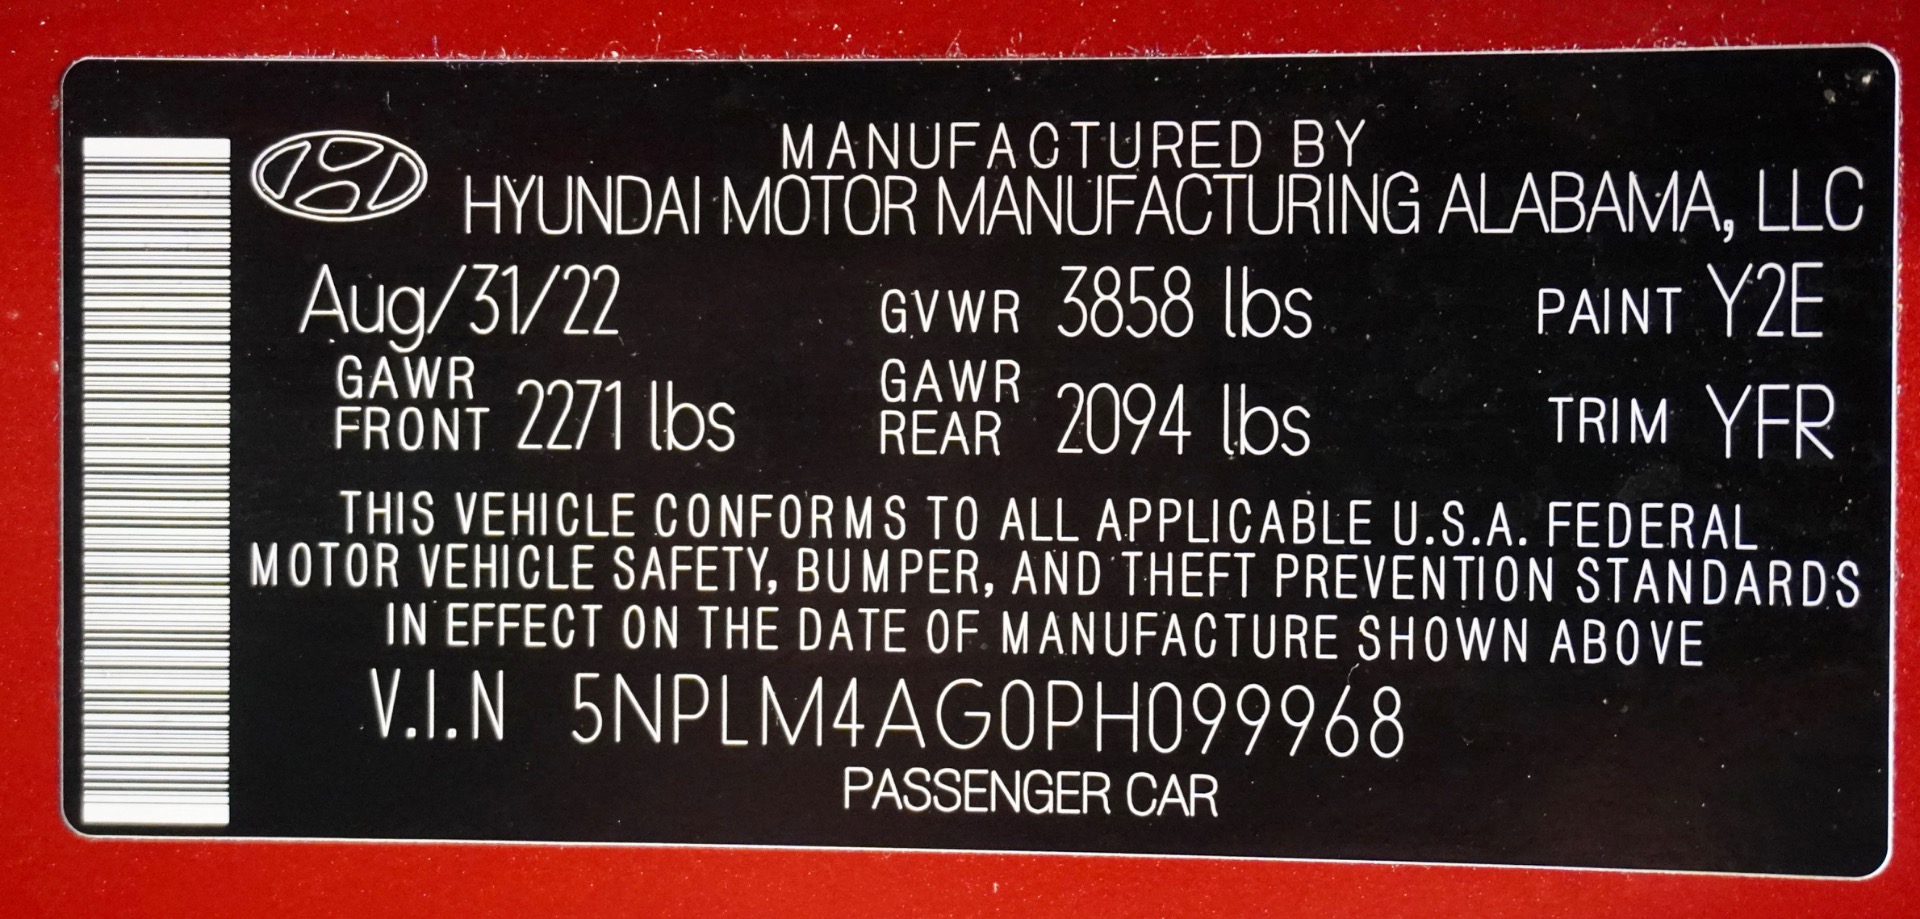 MANUFACTURED BY
HYUNDAI MOTOR MANUFACTURING ALABAMA, LLC
Aug/31/22 GVWR 3858 lbs PAINT Y2E
GAWR FRONT 2271 lbs GAWR REAR 2094 lbs TRIM YFR
THIS VEHICLE CONFORMS TO ALL APPLICABLE U.S.A. FEDERAL
MOTOR VEHICLE SAFETY, BUMPER, AND THEFT PREVENTION STANDARDS
IN EFFECT ON THE DATE OF MANUFACTURE SHOWN ABOVE
V.I.N 5NPLM4AG0PH099968
PASSENGER CAR